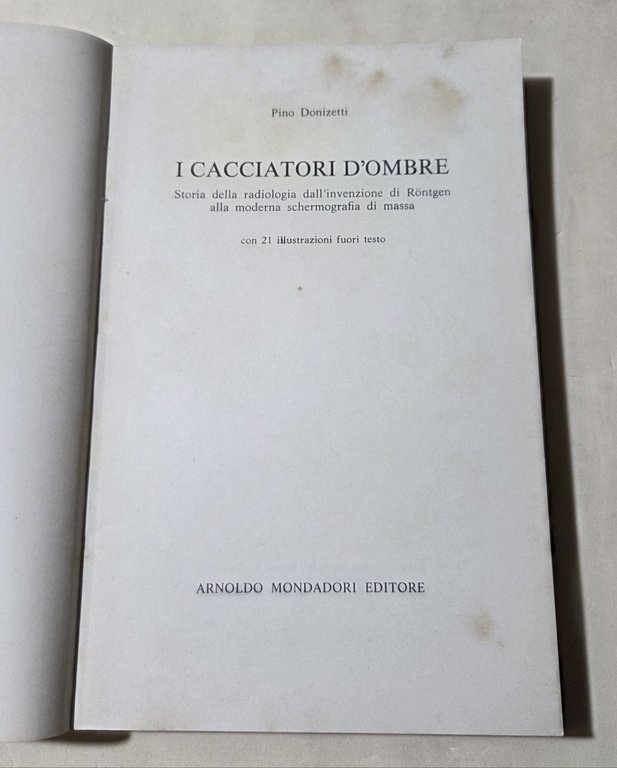 Pino Donizetti
I CACCIATORI D'OMBRE
Storia della radiologia dall'invenzione di Röntgen
alla moderna schermografia di massa
con 21 illustrazioni fuori testo
ARNOLDO MONDADORI EDITORE